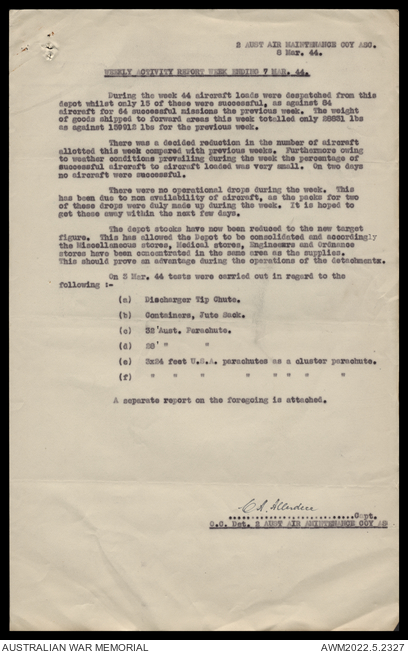 2 AUST AIR MAINTENANCE COY ASC.
8 Mar. 44.
WEEKLY ACTIVITY REPORT WEEK ENDING 7 MAR. 44.
During the week 44 aircraft loads were despatched from this
depot whilst only 15 of these were successful, as against 84
aircraft for 64 successful missions the previous week. The weight
of goods shipped to forward areas this week totalled only 28831 lbs
as against 159912 lbs for the previous week.
There was a decided reduction in the number of aircraft
allotted this week compared with previous weeks. Furthermore owing
to weather conditions prevailing during the week the percentage of
successful aircraft to aircraft loaded was very small. On two days
no aircraft were successful.
There were no operational drops during the week. This
has been due to non availability of aircraft, as the packs for two
of these drops were duly made up during the week. It is hoped to
get these away within the next few days.
The depot stocks have now been reduced to the new target
figure. This has allowed the Depot to be consolidated and accordingly
the Miscellaneous stores, Medical stores, Engineers and Ordnance
stores have been concentrated in the same area as the supplies.
This should prove an advantage during the operations of the detachments.
On 3 Mar. 44 tests were carried out in regard to the
following :-
(a) Discharger Tip Chute.
(b) Containers, Jute Sack.
(c) 38' Aust. Parachute.
(d) 28' " "
(e) 2x24 feet U.S.A. parachutes as a cluster parachute.
(f) " " " " " " " "
A separate report on the foregoing is attached.
Capt.
O.C. Det. 2 AUST AIR AMINTENANCE COY AS
AUSTRALIAN WAR MEMORIAL
AWM2022.5.2327